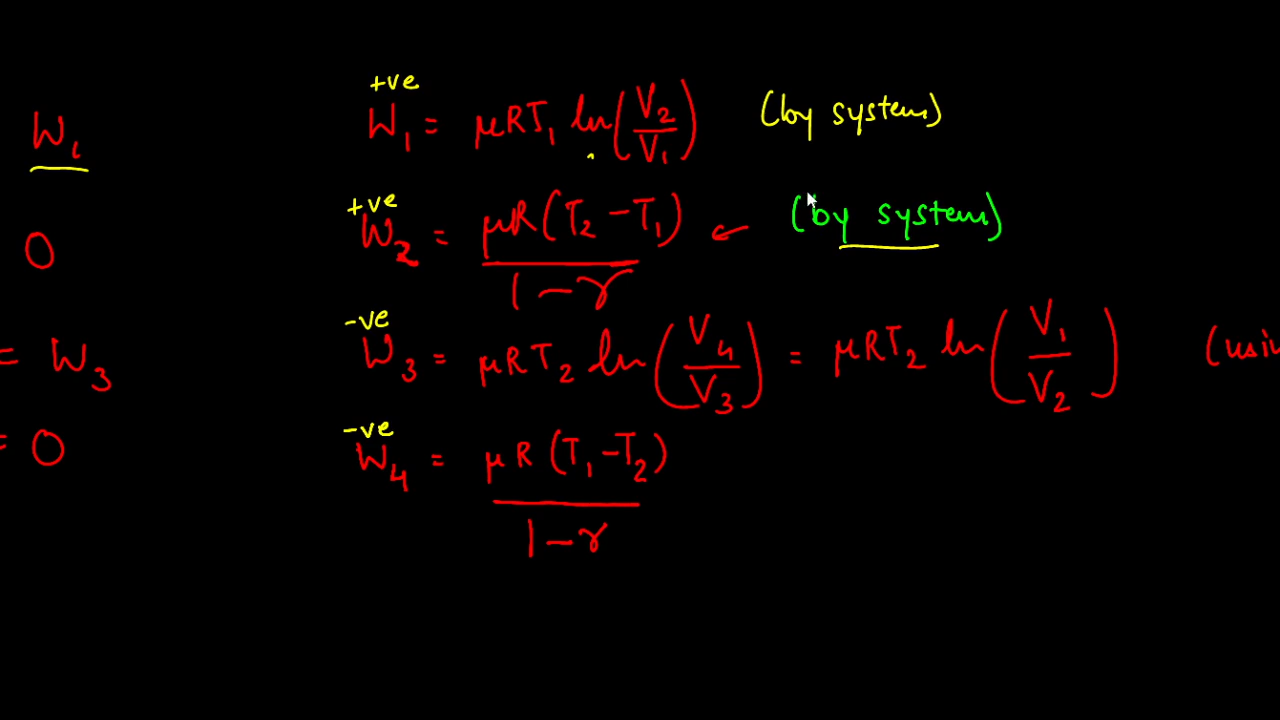 +ve
W₁ W₁ = μRT₁ ln(V₂/V₁) (by system)
+ve
0 W₂ = μR(T₂ - T₁)/(1 - γ) ← (by system)
-ve
= W₃ W₃ = μRT₂ ln(V₄/V₃) = μRT₂ ln(V₁/V₂) (usin
-ve
= 0 W₄ = μR(T₁ - T₂)/(1 - γ)